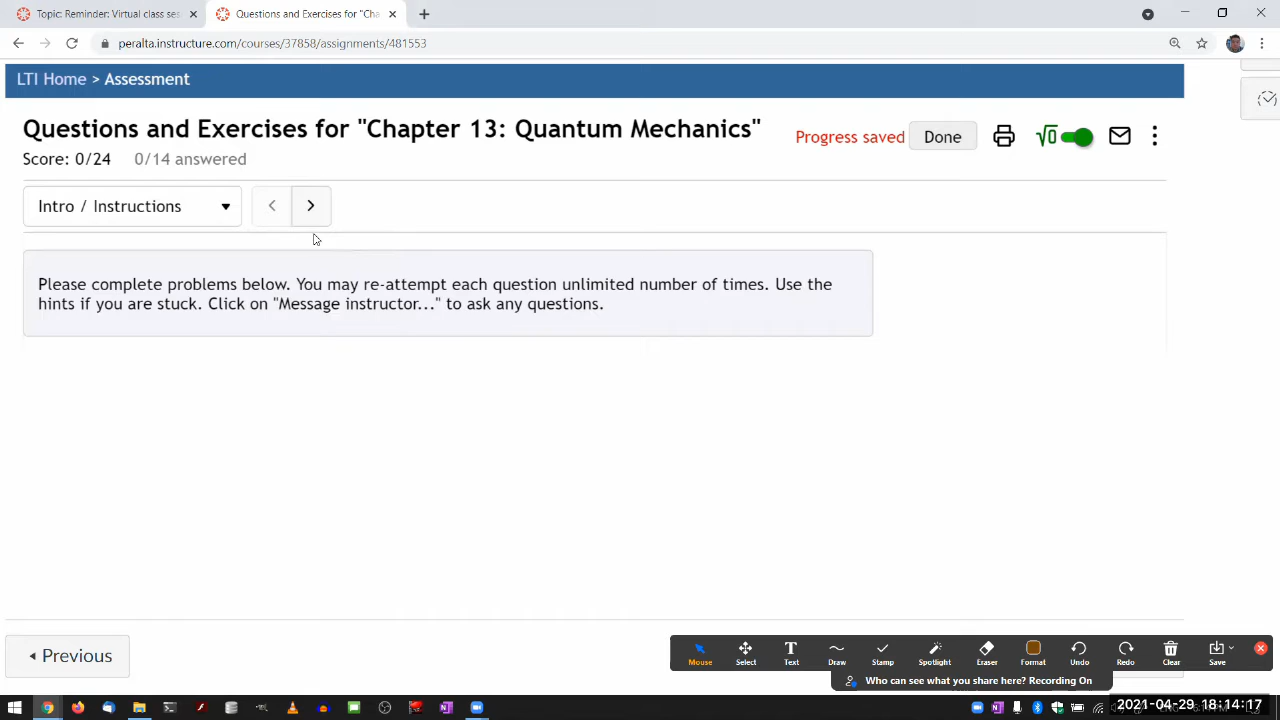 Topic: Reminder: Virtual class ses
Questions and Exercises for "Cha
peralta.instructure.com/courses/37858/assignments/481553
LTI Home > Assessment
Questions and Exercises for "Chapter 13: Quantum Mechanics"
Progress saved
Done
√0
Score: 0/24
0/14 answered
Intro / Instructions
Please complete problems below. You may re-attempt each question unlimited number of times. Use the
hints if you are stuck. Click on "Message instructor..." to ask any questions.
Previous
Mouse
Select
Text
Draw
Stamp
Spotlight
Eraser
Format
Undo
Redo
Clear
Save
Who can see what you share here? Recording On
2021-04-29 18:14:17